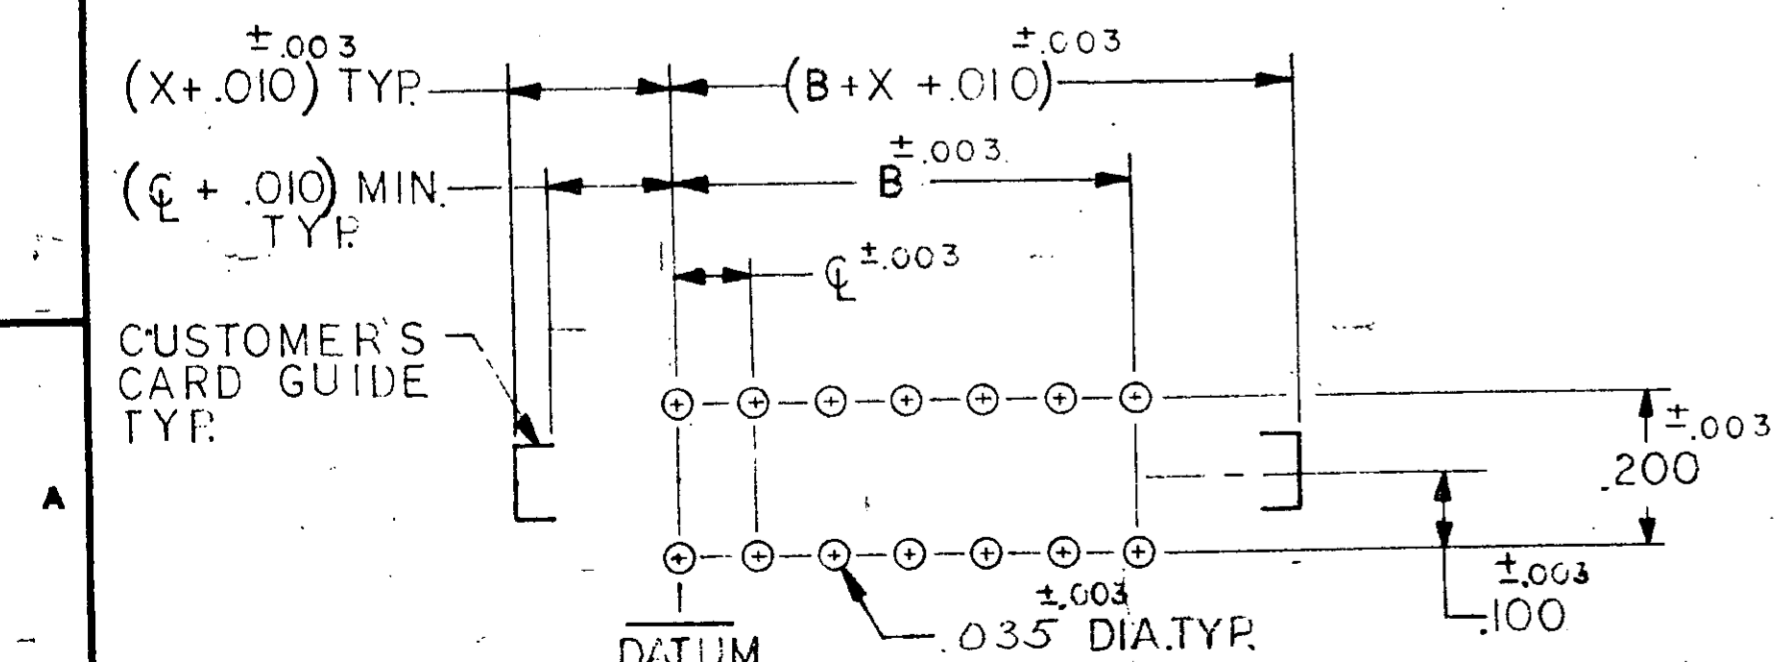 ±.003
(X+.010) TYP.
±.003
(B+X +.010)
(℄ + .010) MIN.
TYP.
±.003
B
℄ ±.003
CUSTOMER'S
CARD GUIDE
TYP.
±.003
.200
A
±.003
.100
±.003
.035 DIA.TYP.
DATUM